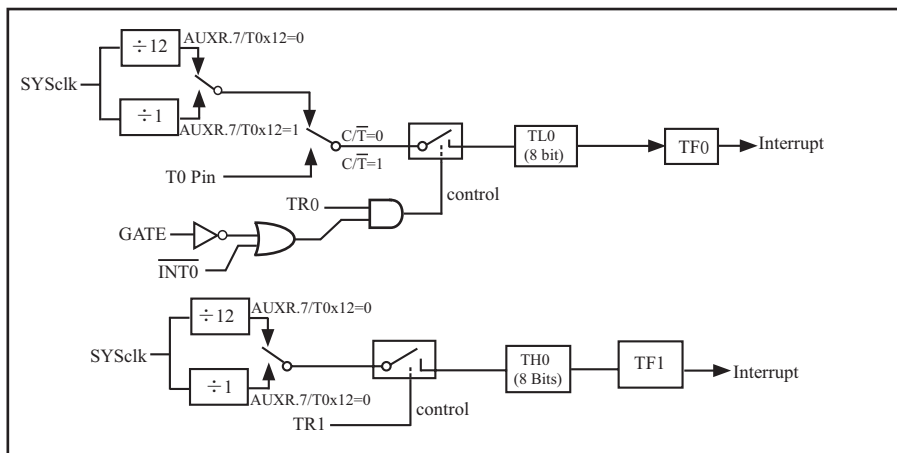 ÷12
AUXR.7/T0x12=0
SYSclk
÷1
AUXR.7/T0x12=1
C/T̅=0
C/T̅=1
T0 Pin
TL0
(8 bit)
TF0
Interrupt
control
TR0
GATE
I̅N̅T̅0̅
÷12
AUXR.7/T0x12=0
SYSclk
÷1
AUXR.7/T0x12=0
TH0
(8 Bits)
TF1
Interrupt
control
TR1